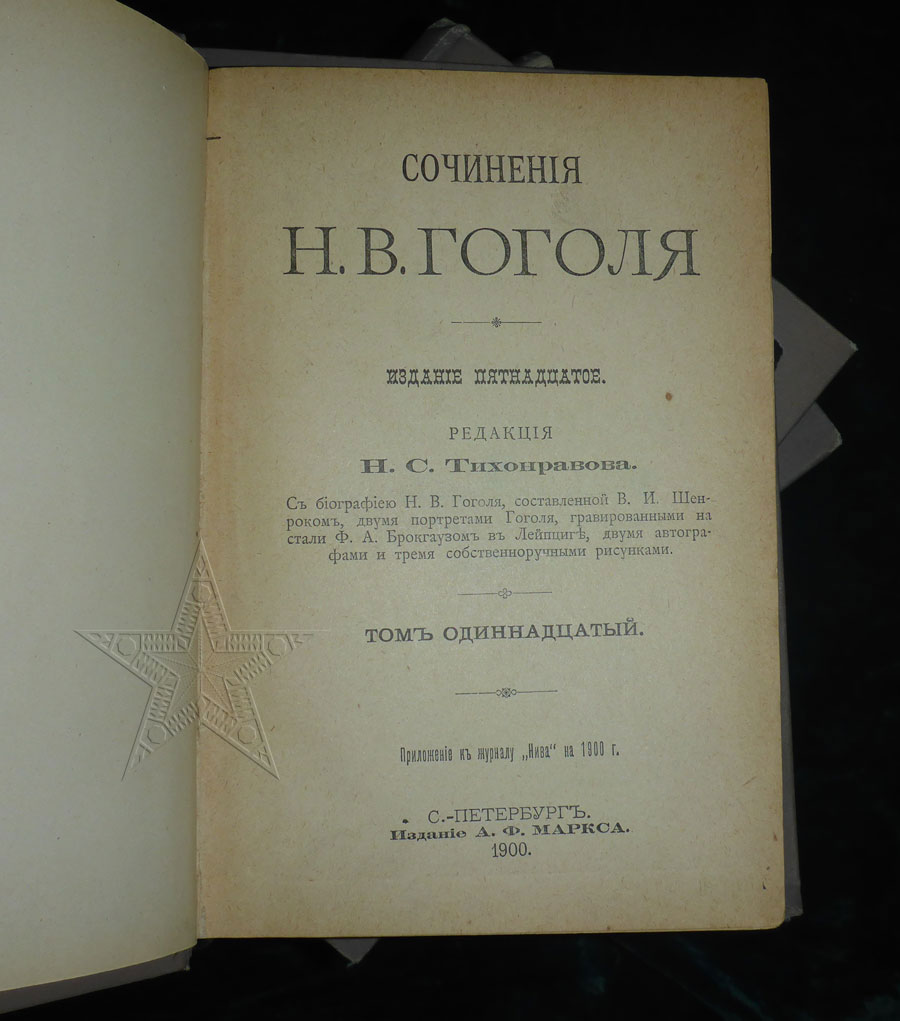 СОЧИНЕНІЯ
Н. В. ГОГОЛЯ
ИЗДАНІЕ ПЯТНАДЦАТОЕ.
РЕДАКЦІЯ
Н. С. Тихонравова.
Съ біографіею Н. В. Гоголя, составленной В. И. Шен-
рокомъ, двумя портретами Гоголя, гравированными на
стали Ф. А. Брокгаузомъ въ Лейпцигѣ, двумя автогра-
фами и тремя собственноручными рисунками.
ТОМЪ ОДИННАДЦАТЫЙ.
Приложеніе къ журналу „Нива“ на 1900 г.
С.-ПЕТЕРБУРГЪ.
Изданіе А. Ф. МАРКСА.
1900.